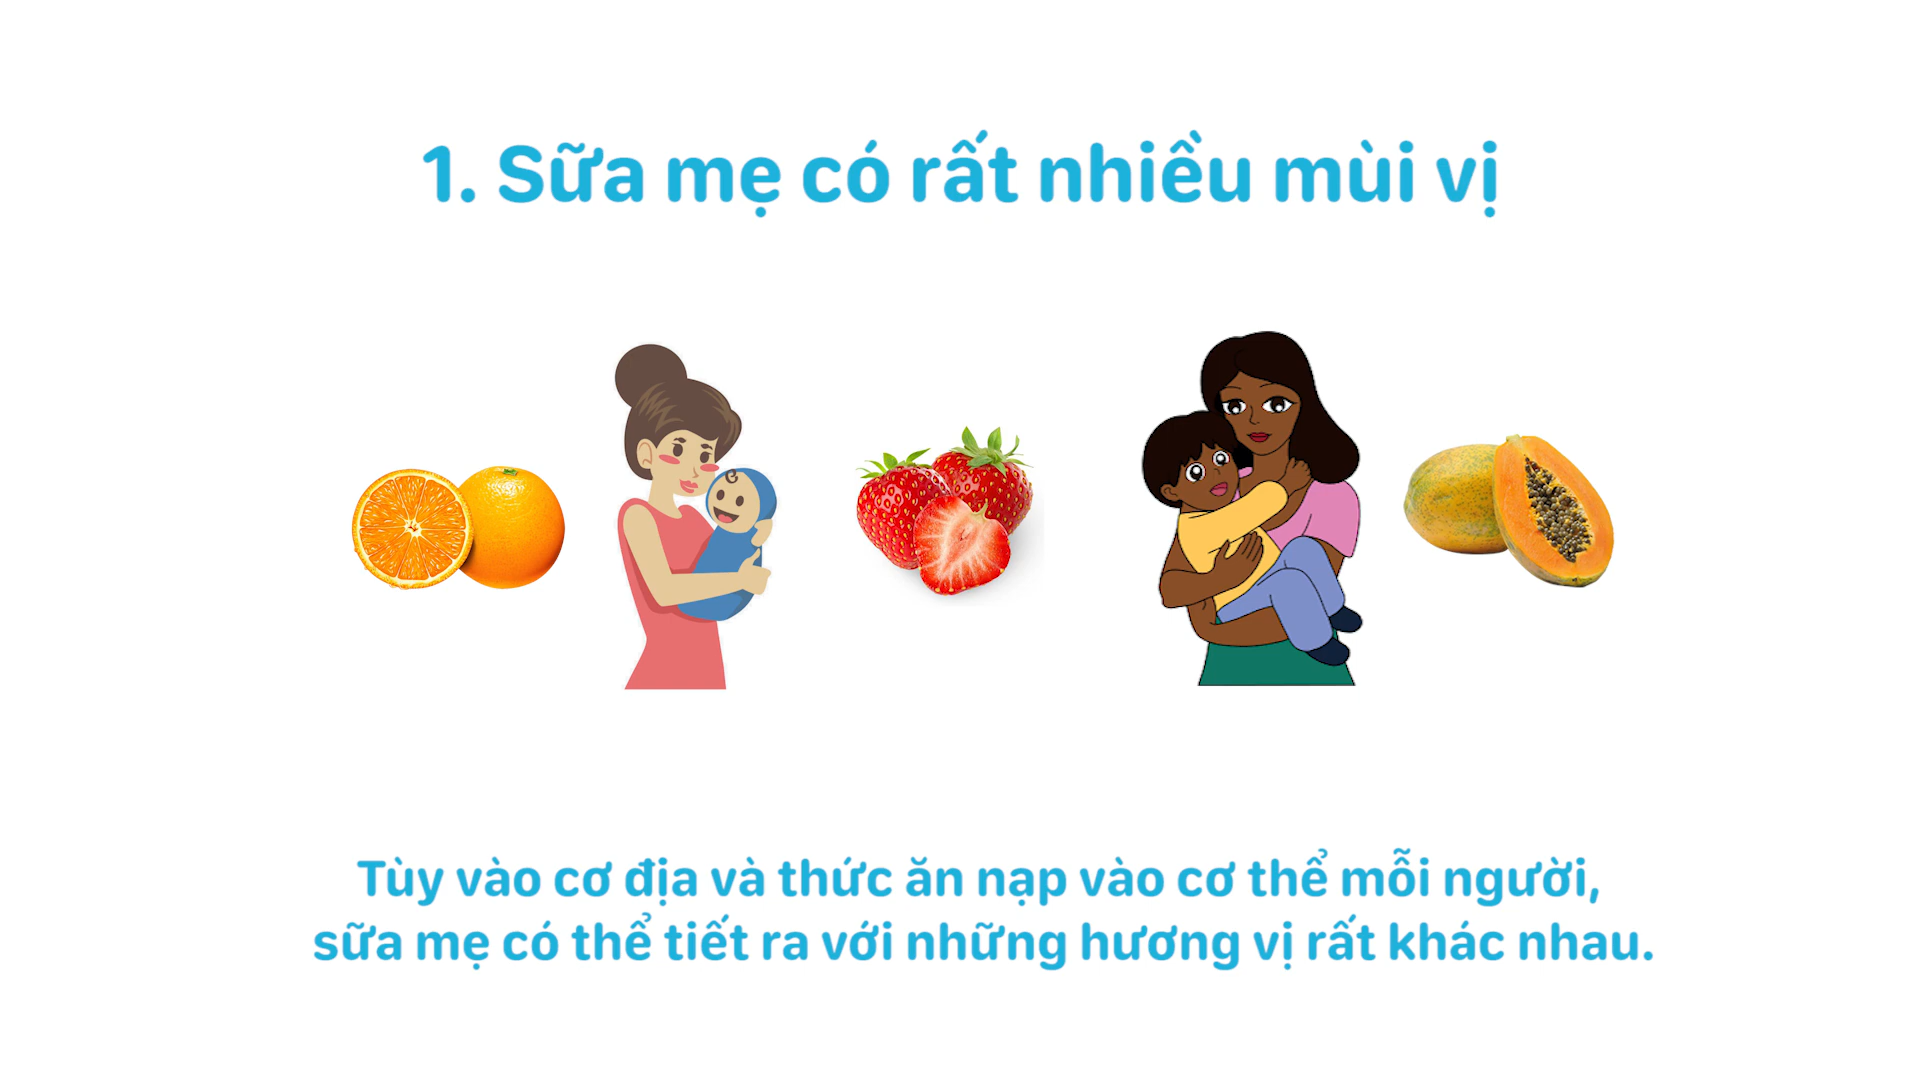 1. Sữa mẹ có rất nhiều mùi vị
Tùy vào cơ địa và thức ăn nạp vào cơ thể mỗi người,
sữa mẹ có thể tiết ra với những hương vị rất khác nhau.